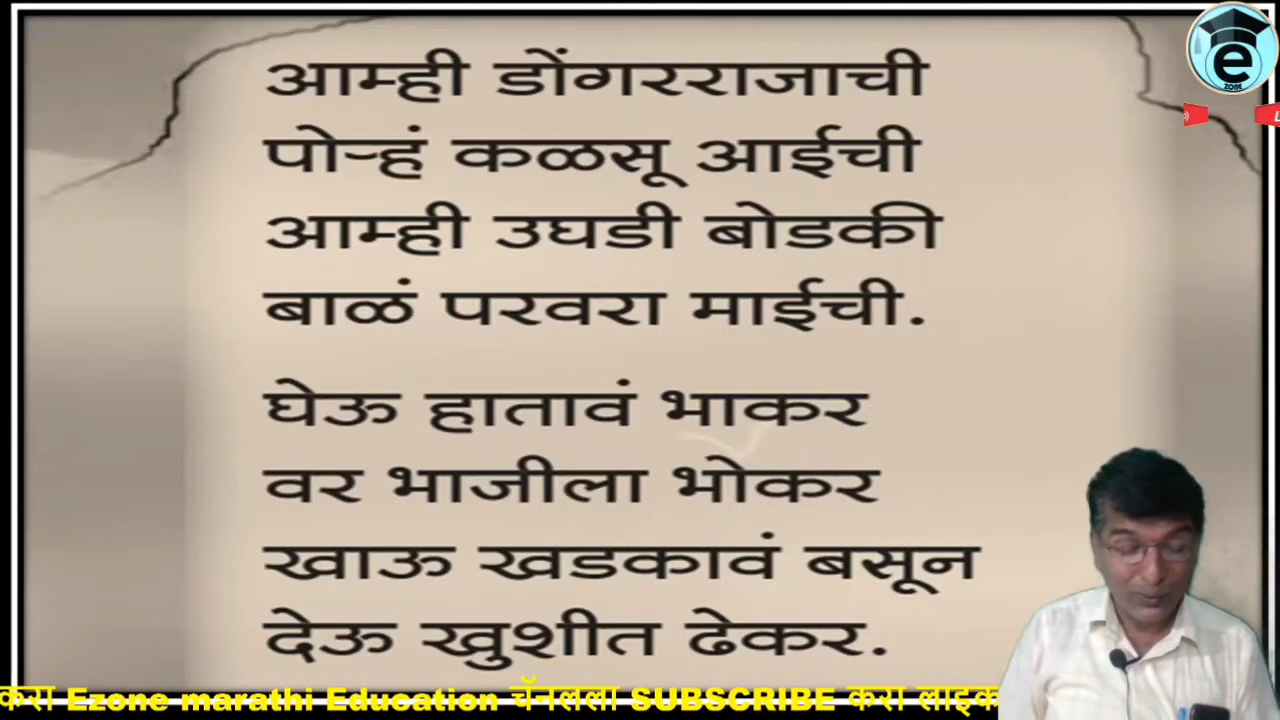 आम्ही डोंगरराजाची
पोऱ्हं कळसू आईची
आम्ही उघडी बोडकी
बाळं परवरा माईची.
घेऊ हातावं भाकर
वर भाजीला भोकर
खाऊ खडकावं बसून
देऊ खुशीत ढेकर.
e
ZONE
करा Ezone marathi Education चॅनलला SUBSCRIBE करा लाइक